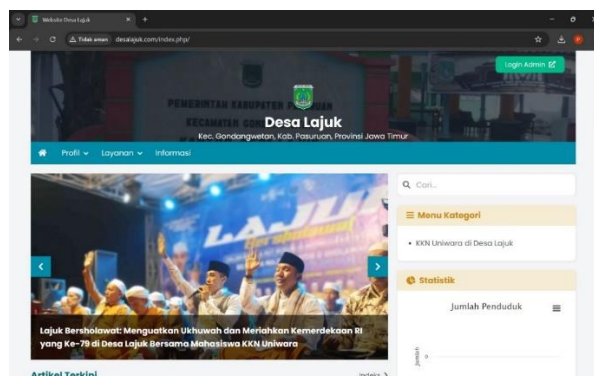 Website Desa Lajuk
Tidak aman
desalajuk.com/index.php/
Login Admin
PEMERINTAH KABUPATEN
KECAMATAN
Desa Lajuk
Kec. Gondangwetan, Kab. Pasuruan, Provinsi Jawa Timur
Profil
Layanan
Informasi
LAJUK
Bersholawat
Lajuk Bersholawat: Menguatkan Ukhuwah dan Meriahkan Kemerdekaan RI
yang Ke-79 di Desa Lajuk Bersama Mahasiswa KKN Uniwara
Artikel Terkini
Indeks
Cari...
Menu Kategori
KKN Uniwara di Desa Lajuk
Statistik
Jumlah Penduduk
Jumlah
0